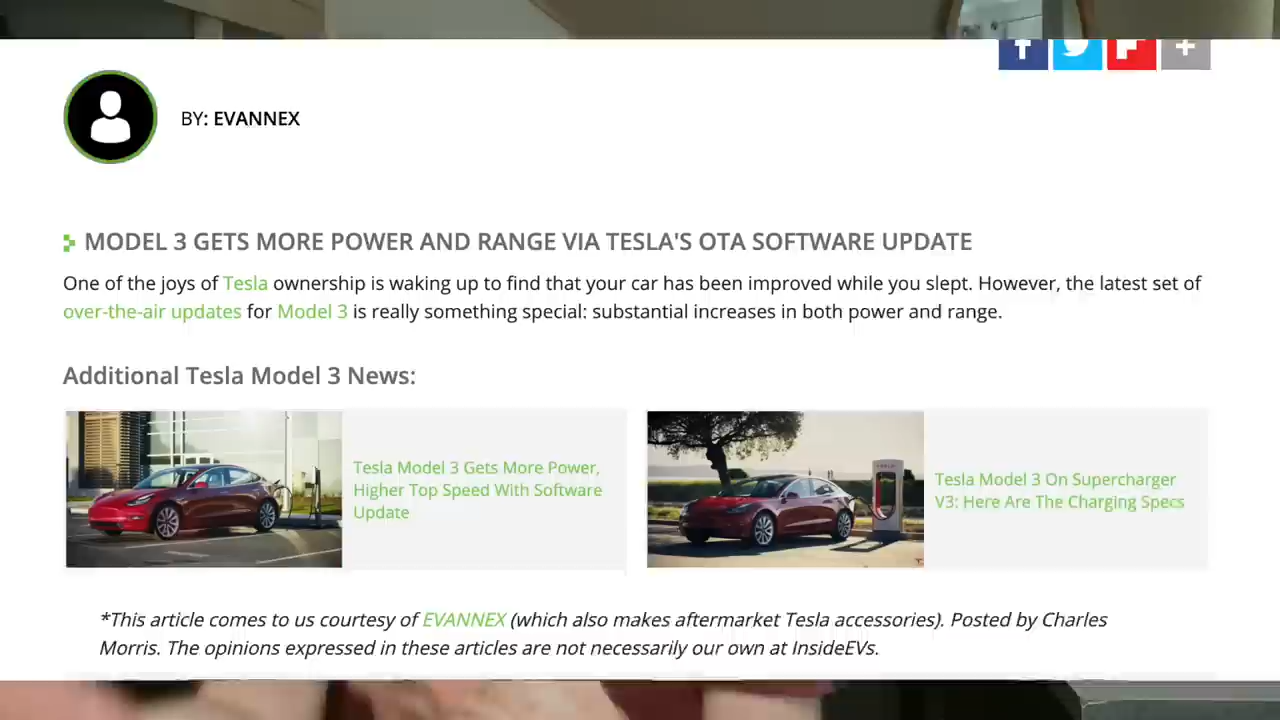 BY: EVANNEX
MODEL 3 GETS MORE POWER AND RANGE VIA TESLA'S OTA SOFTWARE UPDATE
One of the joys of Tesla ownership is waking up to find that your car has been improved while you slept. However, the latest set of
over-the-air updates for Model 3 is really something special: substantial increases in both power and range.
Additional Tesla Model 3 News:
Tesla Model 3 Gets More Power,
Higher Top Speed With Software
Update
Tesla Model 3 On Supercharger
V3: Here Are The Charging Specs
*This article comes to us courtesy of EVANNEX (which also makes aftermarket Tesla accessories). Posted by Charles
Morris. The opinions expressed in these articles are not necessarily our own at InsideEVs.